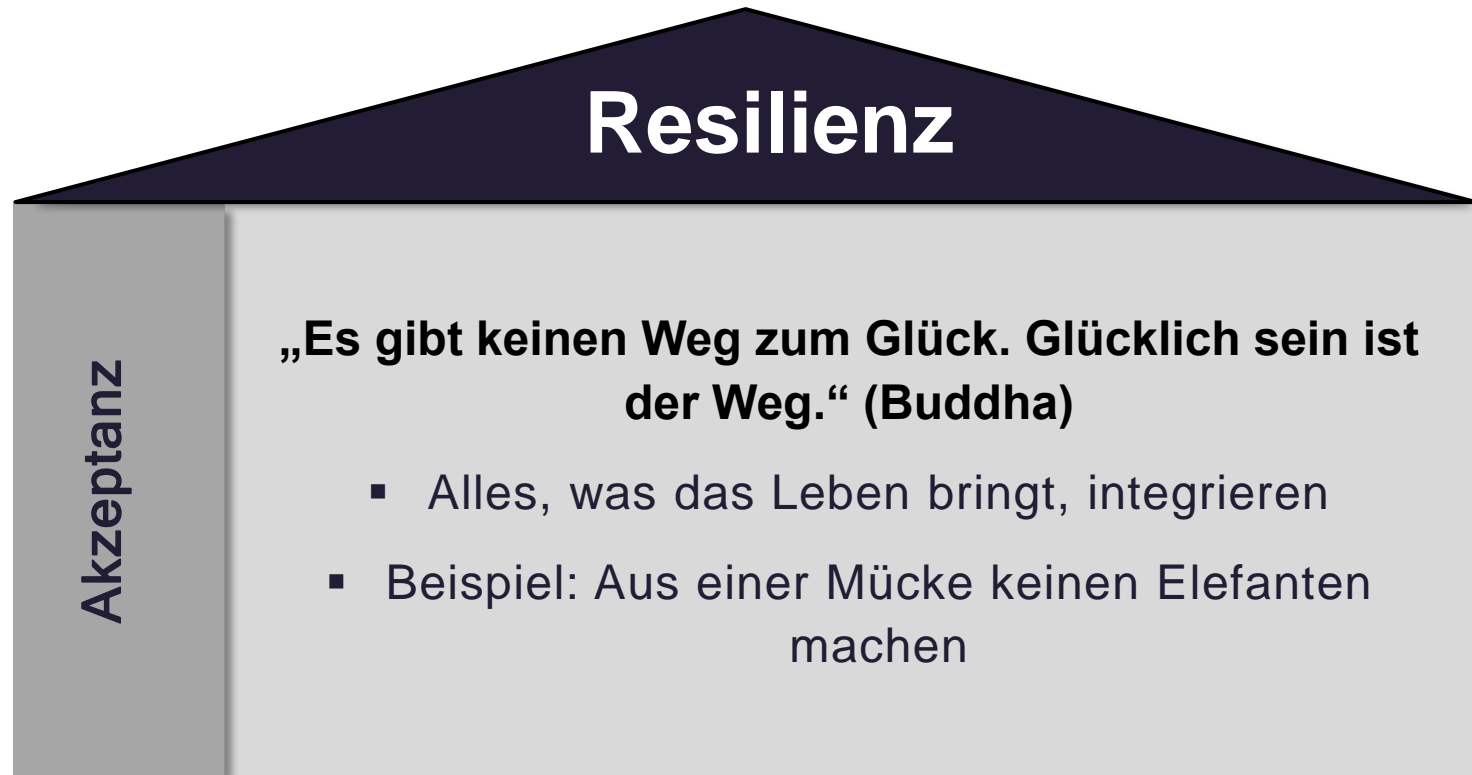 Resilienz
Akzeptanz
„Es gibt keinen Weg zum Glück. Glücklich sein ist
der Weg.“ (Buddha)
▪ Alles, was das Leben bringt, integrieren
▪ Beispiel: Aus einer Mücke keinen Elefanten
machen